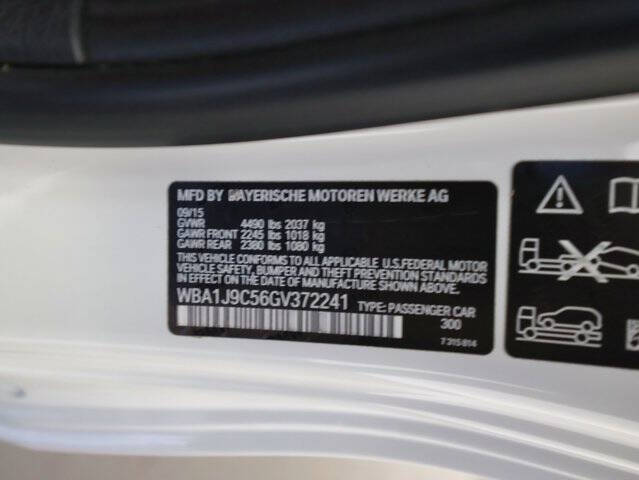 MFD BY BAYERISCHE MOTOREN WERKE AG
09/15
GVWR 4490 lbs 2037 kg
GAWR FRONT 2245 lbs 1018 kg
GAWR REAR 2380 lbs 1080 kg
THIS VEHICLE CONFORMS TO ALL APPLICABLE U.S.FEDERAL MOTOR
VEHICLE SAFETY, BUMPER AND THEFT PREVENTION STANDARDS
IN EFFECT ON THE DATE OF MANUFACTURE SHOWN ABOVE.
WBA1J9C56GV372241 TYPE: PASSENGER CAR
300
7 315 814